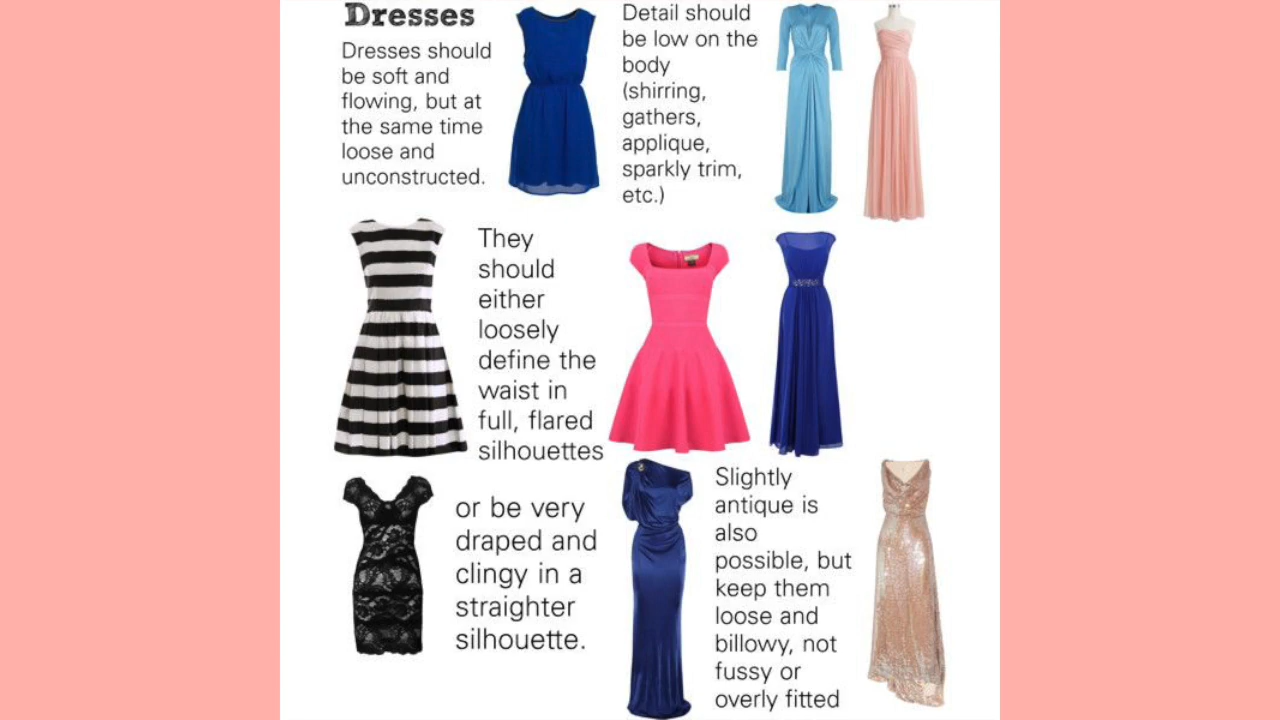 Dresses
Dresses should
be soft and
flowing, but at
the same time
loose and
unconstructed.
Detail should
be low on the
body
(shirring,
gathers,
applique,
sparkly trim,
etc.)
They
should
either
loosely
define the
waist in
full, flared
silhouettes
or be very
draped and
clingy in a
straighter
silhouette.
Slightly
antique is
also
possible, but
keep them
loose and
billowy, not
fussy or
overly fitted